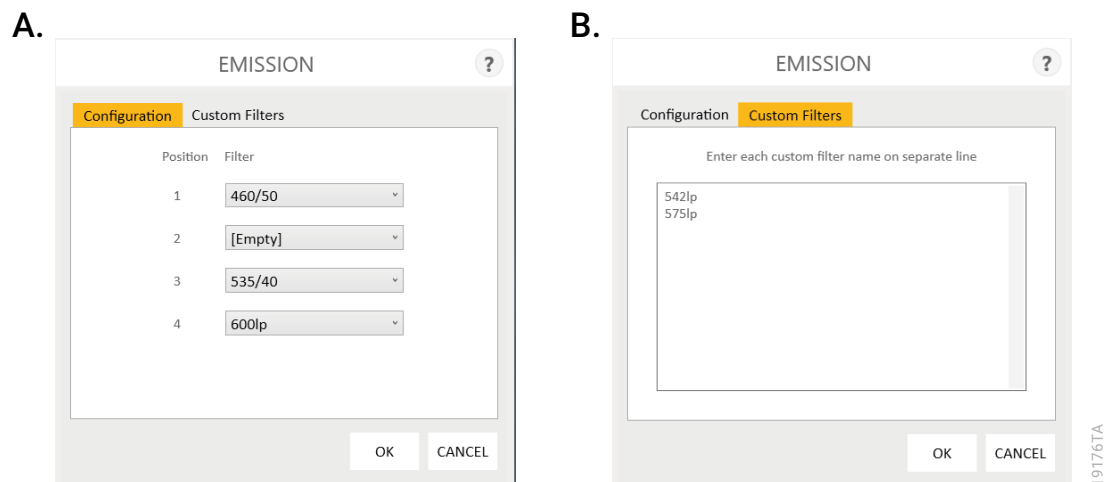 A.
EMISSION
?
Configuration Custom Filters
Position Filter
1 460/50
2 [Empty]
3 535/40
4 600lp
OK CANCEL
B.
EMISSION
?
Configuration Custom Filters
Enter each custom filter name on separate line
542lp
575lp
OK CANCEL
19176TA